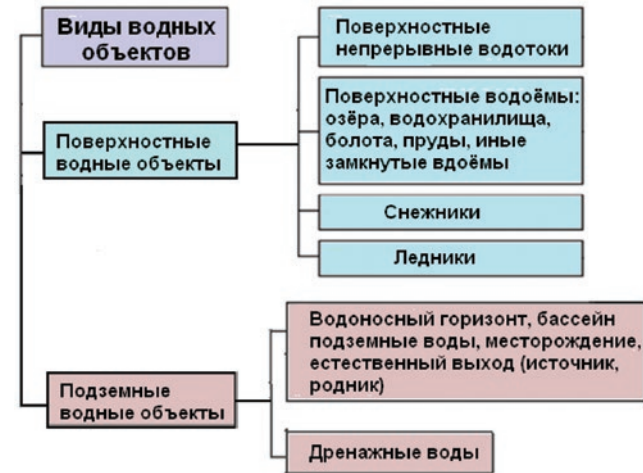 Виды водных
объектов
Поверхностные
водные объекты
Поверхностные
непрерывные водотоки
Поверхностные водоёмы:
озёра, водохранилища,
болота, пруды, иные
замкнутые вдоёмы
Снежники
Ледники
Подземные
водные объекты
Водоносный горизонт, бассейн
подземные воды, месторождение,
естественный выход (источник,
родник)
Дренажные воды